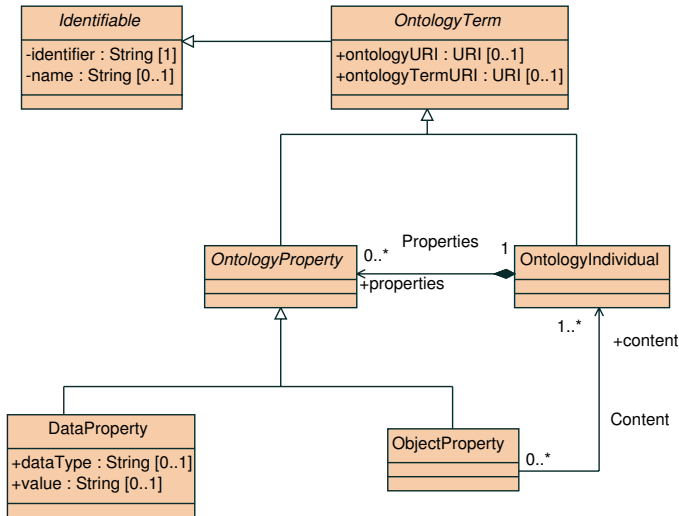 Identifiable
-identifier : String [1]
-name : String [0..1]
OntologyTerm
+ontologyURI : URI [0..1]
+ontologyTermURI : URI [0..1]
OntologyProperty
0..*
Properties
1
+properties
OntologyIndividual
1..*
+content
Content
DataProperty
+dataType : String [0..1]
+value : String [0..1]
ObjectProperty
0..*